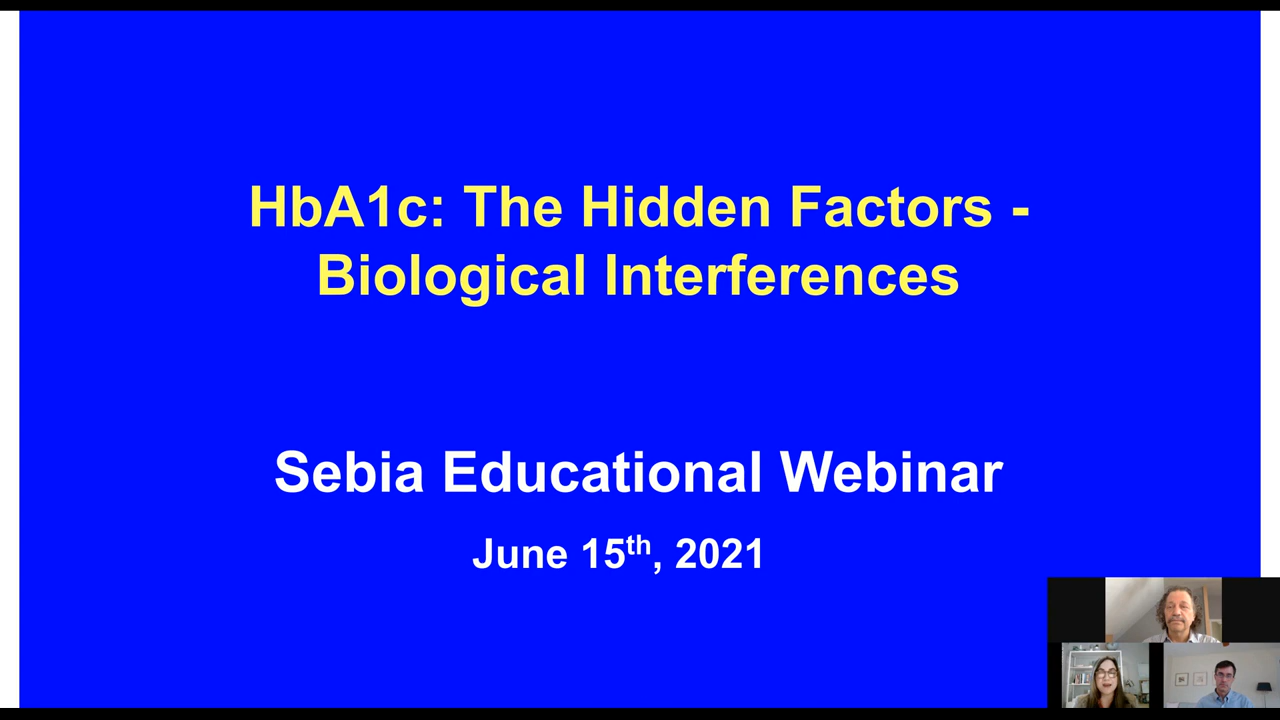 HbA1c: The Hidden Factors -
Biological Interferences
Sebia Educational Webinar
June 15th, 2021